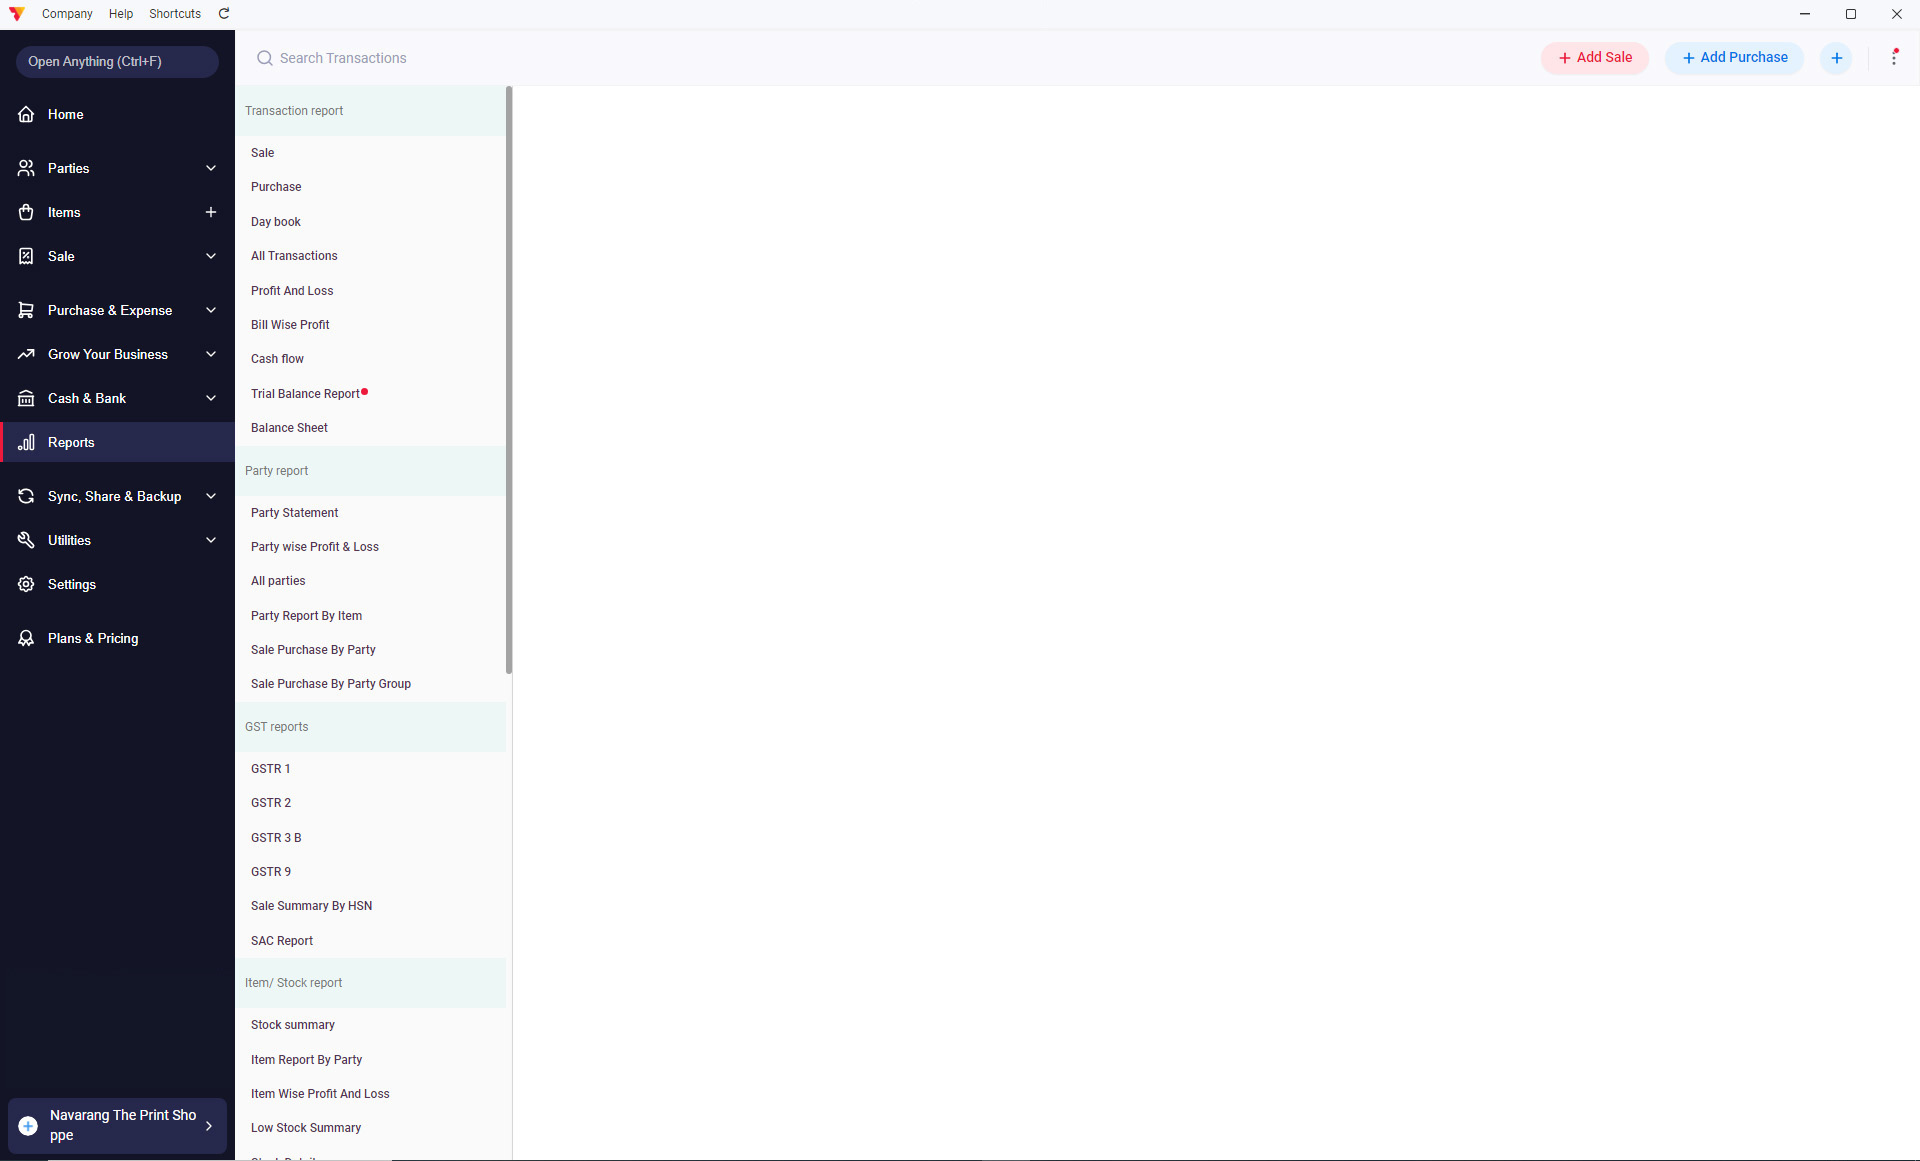 Company Help Shortcuts
Open Anything (Ctrl+F)
Search Transactions
Add Sale
Add Purchase
Home
Parties
Items
Sale
Purchase & Expense
Grow Your Business
Cash & Bank
Reports
Sync, Share & Backup
Utilities
Settings
Plans & Pricing
Navarang The Print Sho
ppe
Transaction report
Sale
Purchase
Day book
All Transactions
Profit And Loss
Bill Wise Profit
Cash flow
Trial Balance Report
Balance Sheet
Party report
Party Statement
Party wise Profit & Loss
All parties
Party Report By Item
Sale Purchase By Party
Sale Purchase By Party Group
GST reports
GSTR 1
GSTR 2
GSTR 3 B
GSTR 9
Sale Summary By HSN
SAC Report
Item/ Stock report
Stock summary
Item Report By Party
Item Wise Profit And Loss
Low Stock Summary